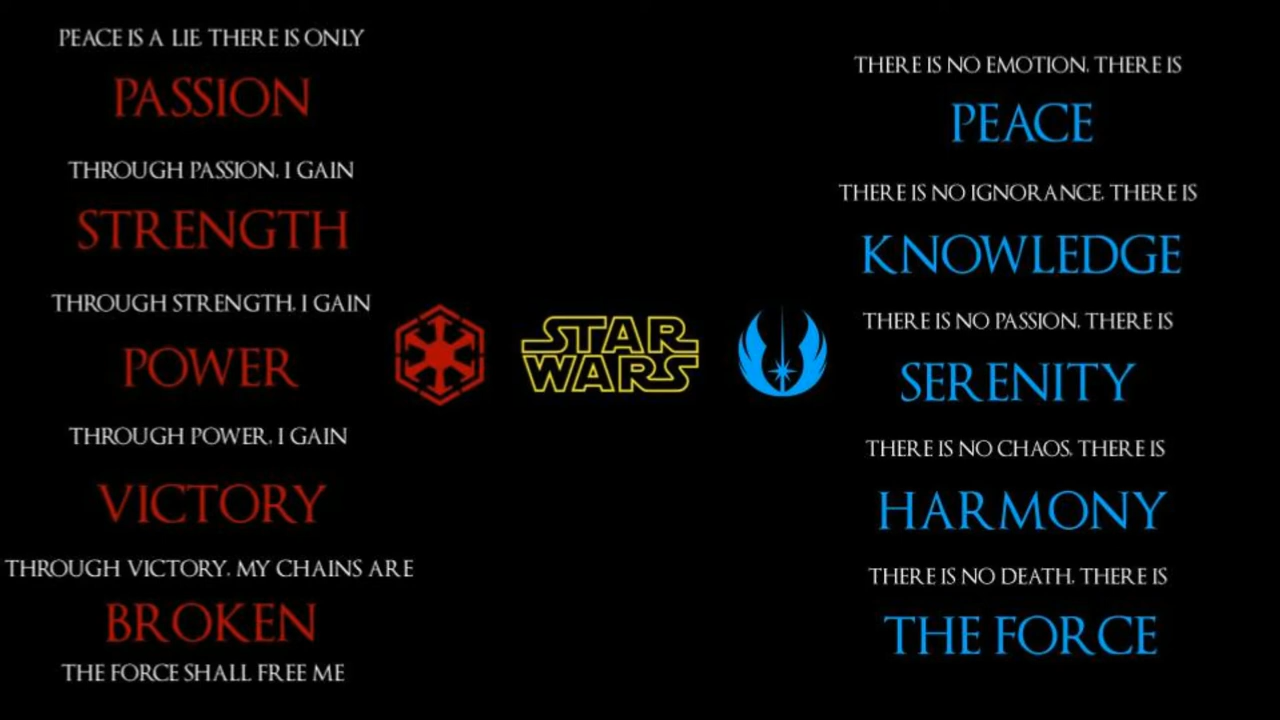 PEACE IS A LIE. THERE IS ONLY
PASSION
THROUGH PASSION, I GAIN
STRENGTH
THROUGH STRENGTH, I GAIN
POWER
THROUGH POWER, I GAIN
VICTORY
THROUGH VICTORY, MY CHAINS ARE
BROKEN
THE FORCE SHALL FREE ME
STAR
WARS
THERE IS NO EMOTION, THERE IS
PEACE
THERE IS NO IGNORANCE, THERE IS
KNOWLEDGE
THERE IS NO PASSION, THERE IS
SERENITY
THERE IS NO CHAOS, THERE IS
HARMONY
THERE IS NO DEATH, THERE IS
THE FORCE